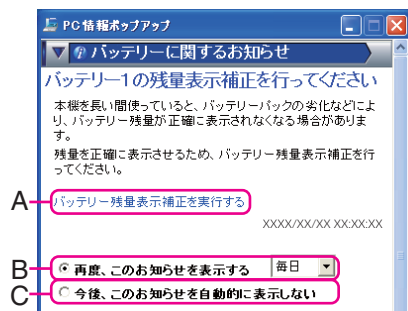 PC情報ポップアップ
バッテリーに関するお知らせ
バッテリー1の残量表示補正を行ってください
本機を長い間使っていると、バッテリーパックの劣化などによ
り、バッテリー残量が正確に表示されなくなる場合がありま
す。
残量を正確に表示させるため、バッテリー残量表示補正を行
ってください。
A バッテリー残量表示補正を実行する
XXXX/XX/XX XX:XX:XX
B 再度、このお知らせを表示する 毎日
C 今後、このお知らせを自動的に表示しない